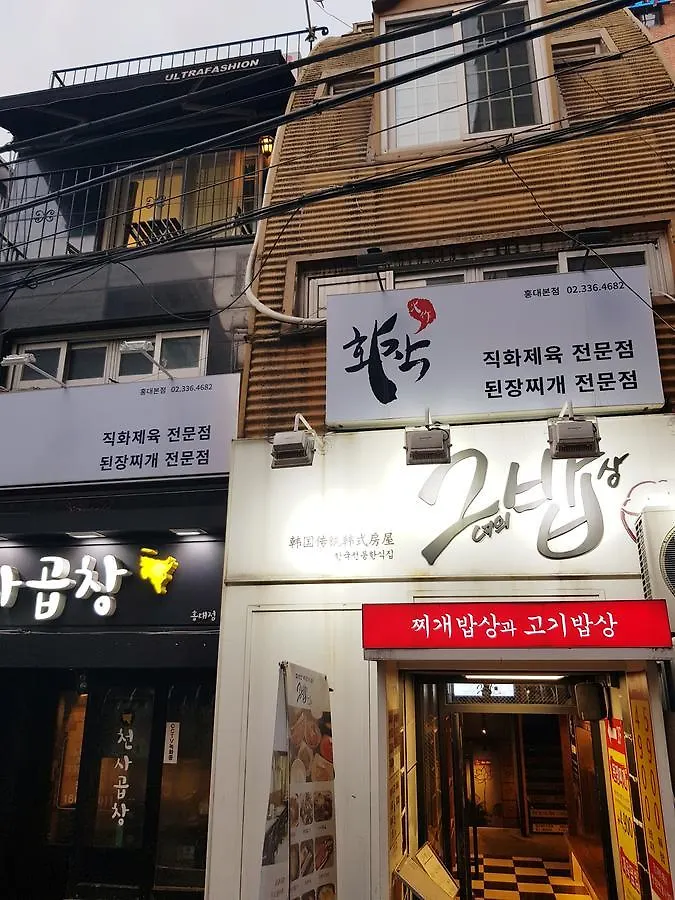 ULTRAFASHION
홍대본점 02.336.4682
화작
직화제육 전문점
된장찌개 전문점
홍대본점 02.336.4682
직화제육 전문점
된장찌개 전문점
그대의밥상
韩国传统韩式房屋
한국전통한식집
사곱창
홍대점
찌개밥상과 고기밥상
천사곱창
CCTV 녹화중